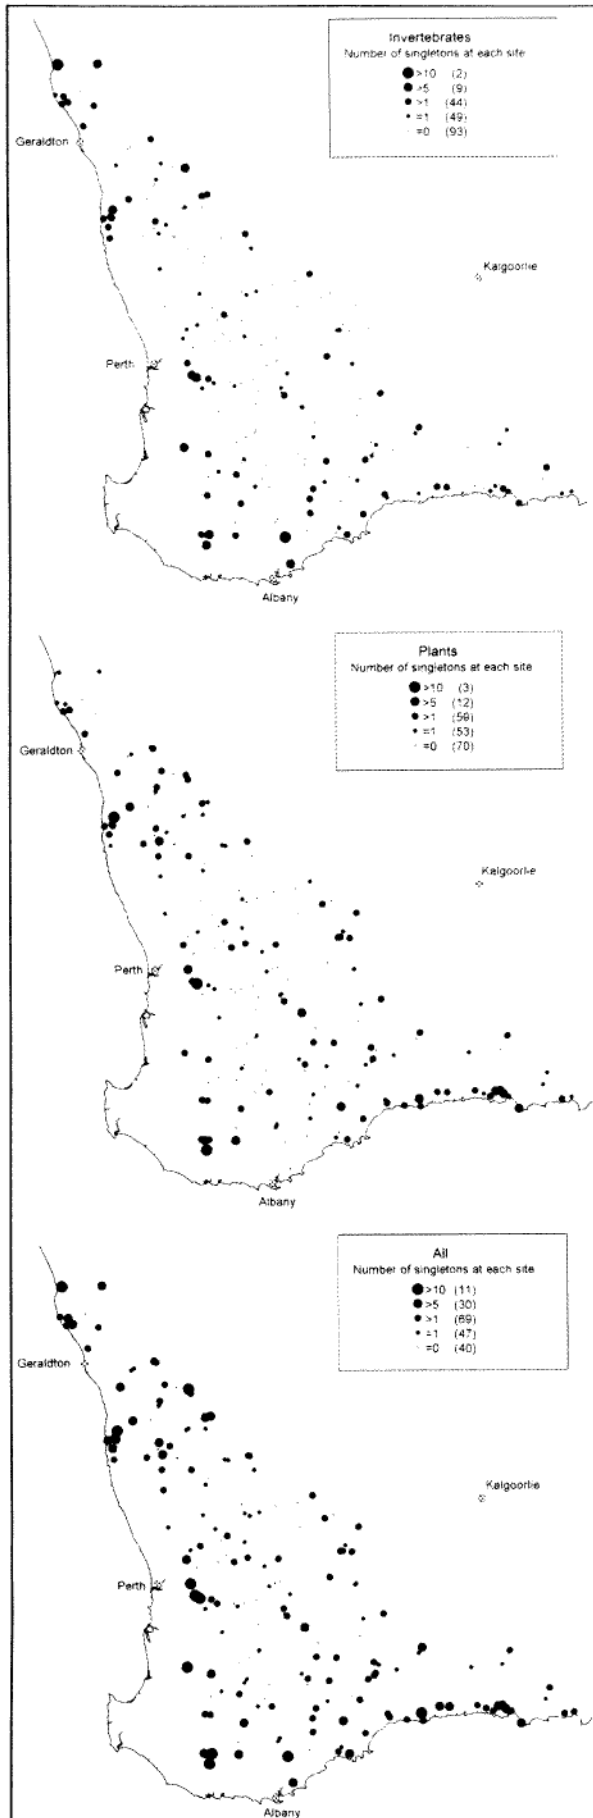 Invertebrates
Number of singletons at each site
>10 (2)
>5 (9)
>1 (44)
=1 (49)
=0 (93)
Geraldton
Kalgoorlie
Perth
Albany
Plants
Number of singletons at each site
>10 (3)
>5 (12)
>1 (59)
=1 (53)
=0 (70)
Geraldton
Kalgoorlie
Perth
Albany
All
Number of singletons at each site
>10 (11)
>5 (30)
>1 (69)
=1 (47)
=0 (40)
Geraldton
Kalgoorlie
Perth
Albany